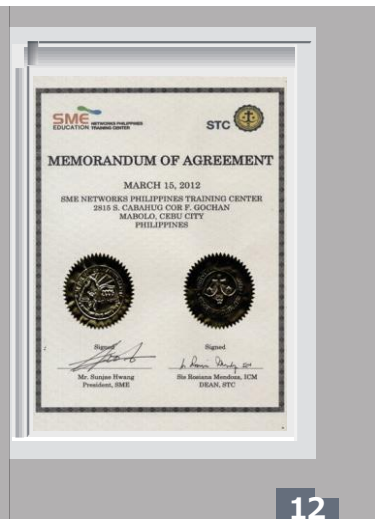 SME
EDUCATION NETWORKS PHILIPPINES TRAINING CENTER
STC
MEMORANDUM OF AGREEMENT
MARCH 15, 2012
SME NETWORKS PHILIPPINES TRAINING CENTER
2815 S. CABAHUG COR F. GOCHAN
MABOLO, CEBU CITY
PHILIPPINES
Signed
Signed
Mr. Sunjae Hwang
President, SME
Sis Rosiana Mendoza, ICM
DEAN, STC
12